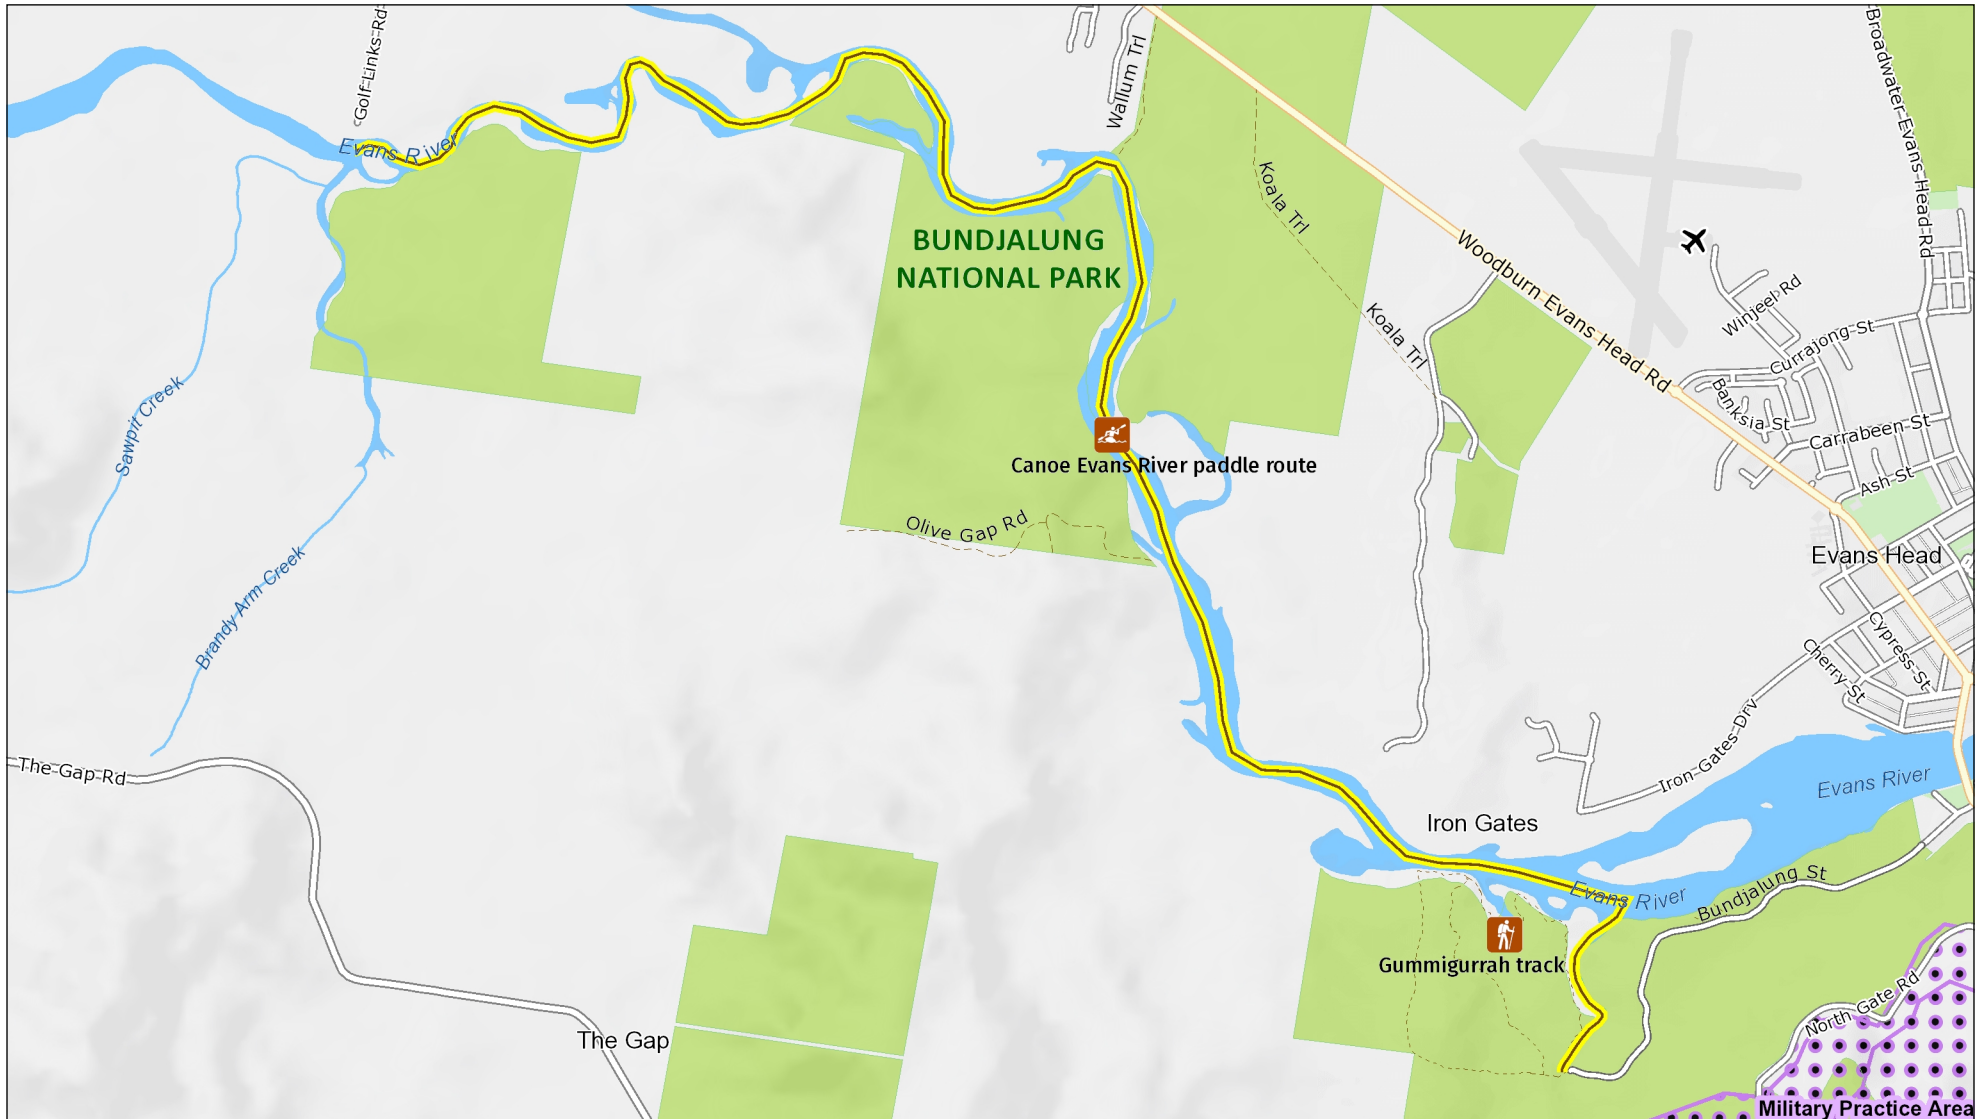 Golf-Links-Rd
Wallum Trl
Broadwater-Evans-Head-Rd
Evans River
Koala Trl
BUNDJALUNG
NATIONAL PARK
Woodburn Evans Head Rd
Winjeel Rd
Koala Trl
Currajong-St
Banksia St
Sawpit Creek
Carrabeen St
Canoe Evans River paddle route
Ash St
Olive Gap Rd
Evans Head
Brandy Arm Creek
Cypress-St
Cherry-St
The Gap Rd
Iron-Gates-Drv
Evans River
Iron Gates
Evans River
Bundjalung St
Gummigurrah track
North Gate Rd
The Gap
Military Practice Area